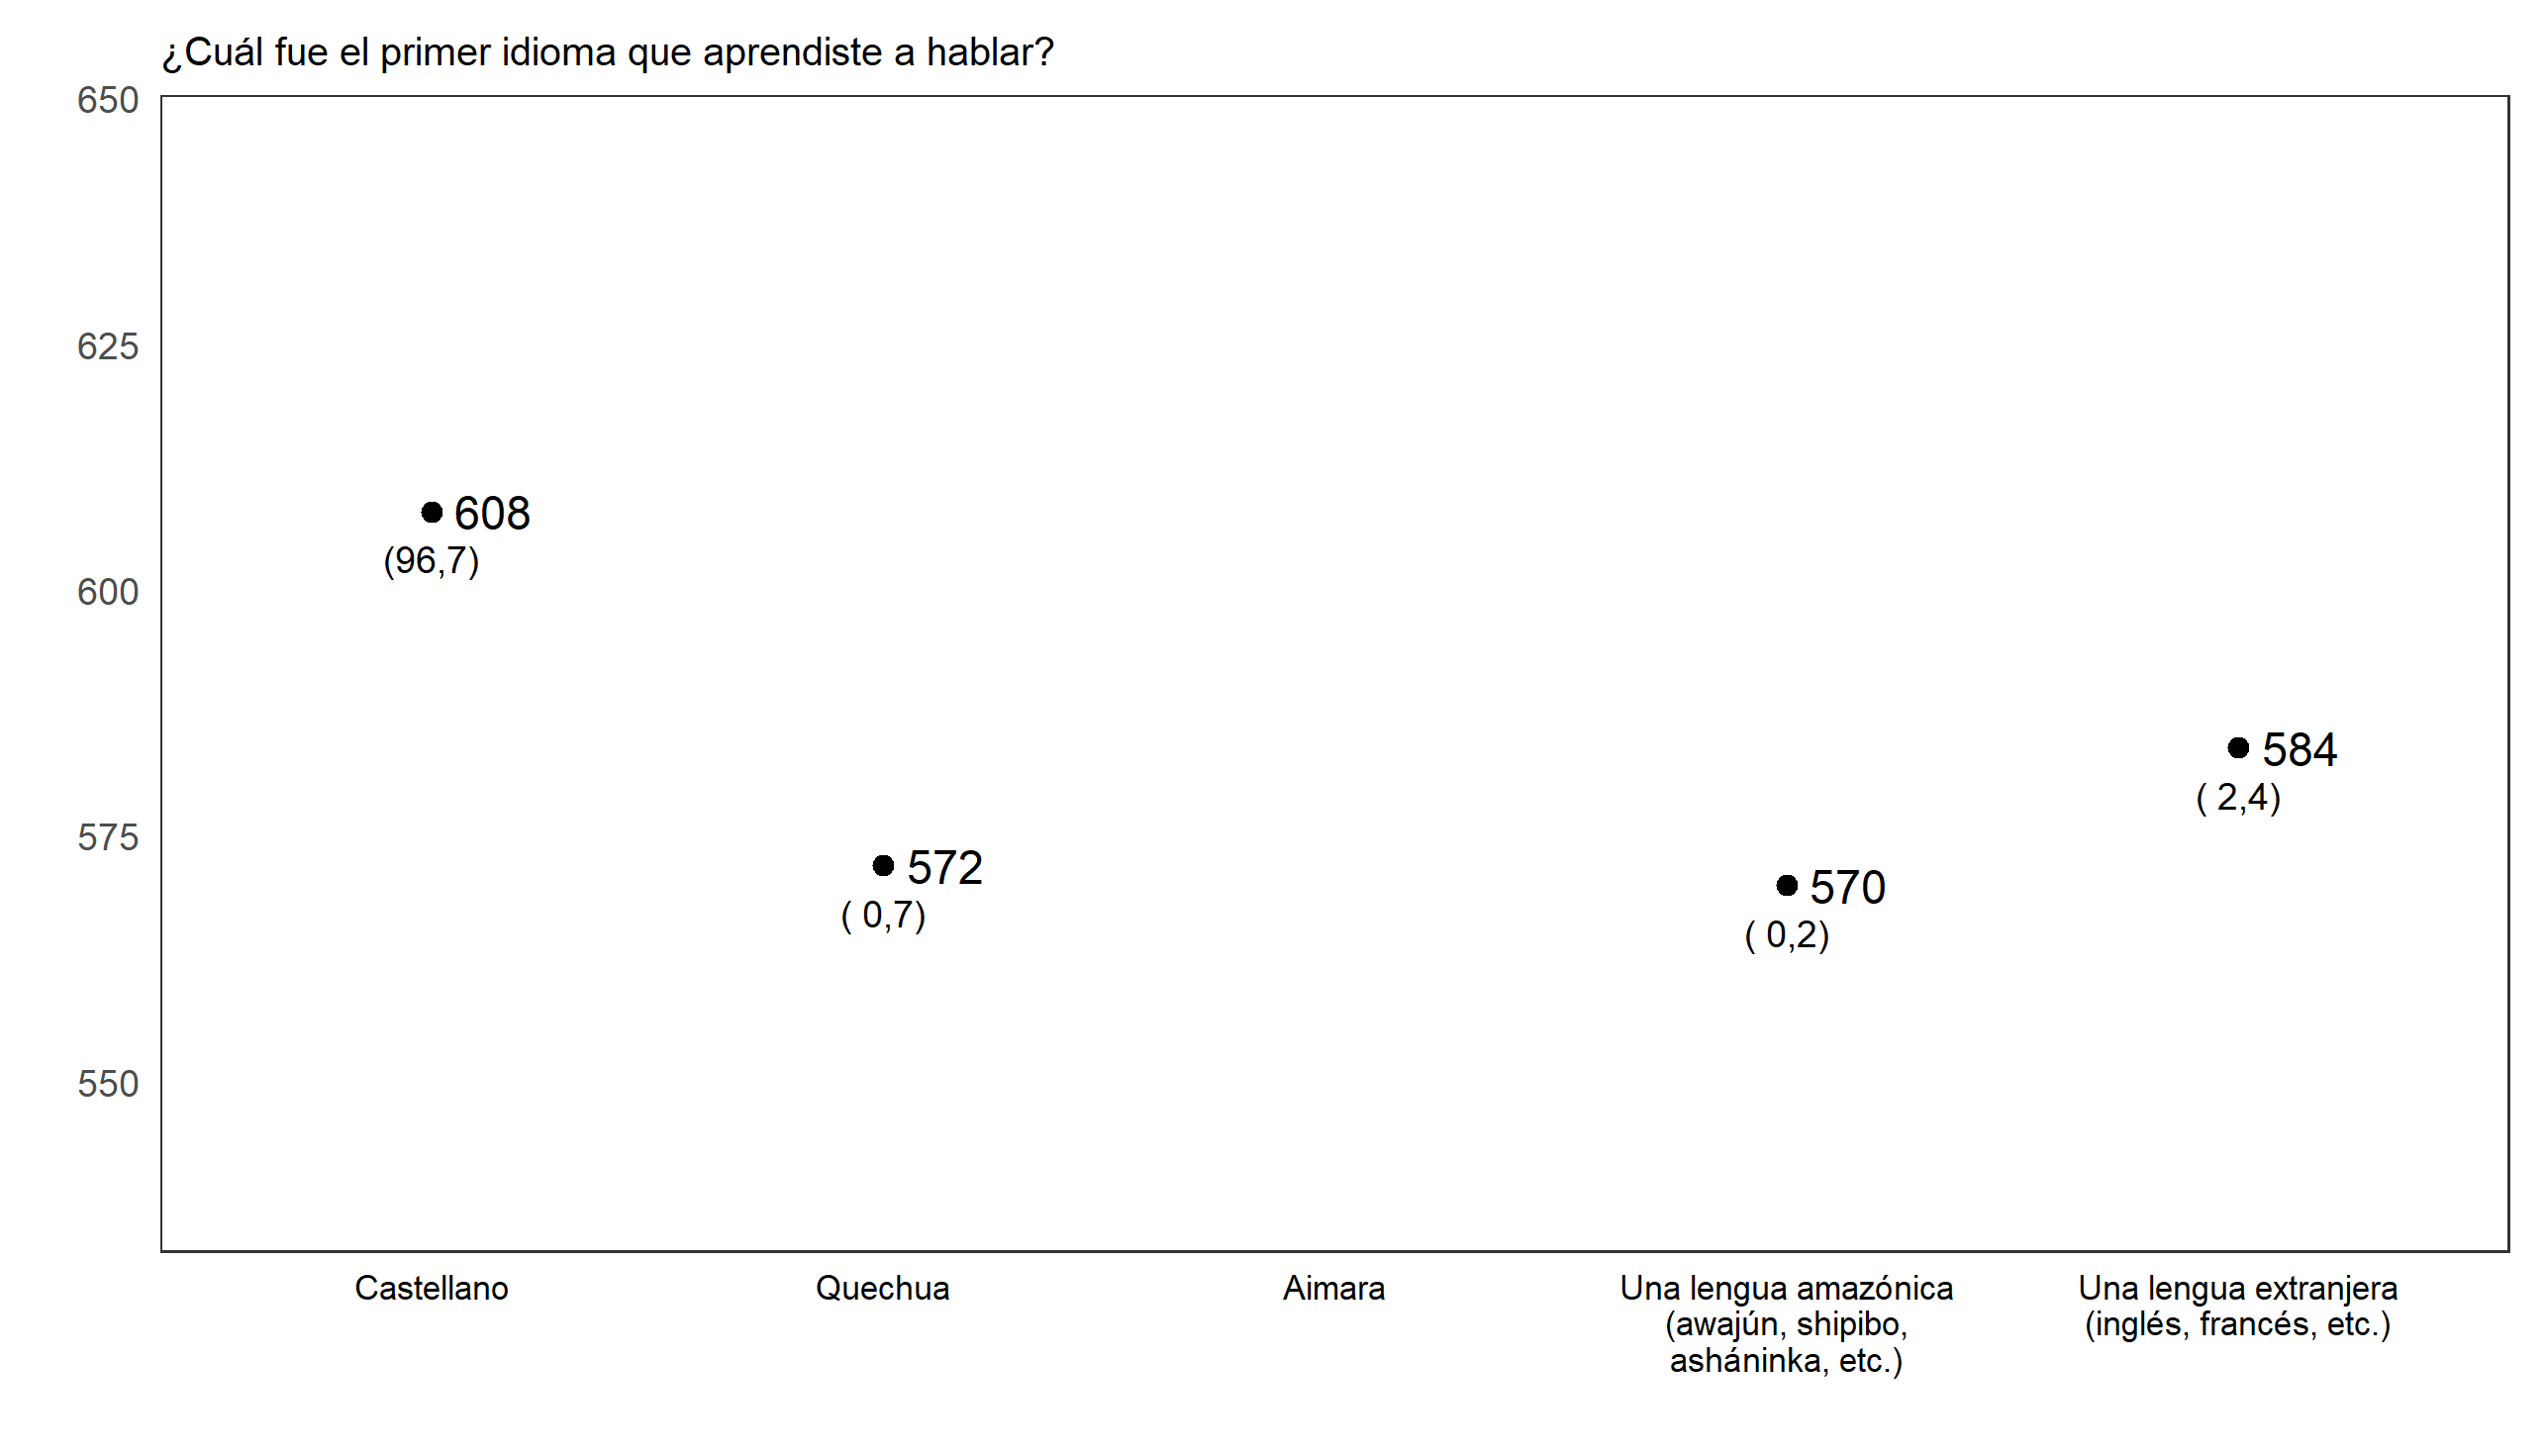 ¿Cuál fue el primer idioma que aprendiste a hablar?
650
625
600
575
550
608
(96,7)
572
( 0,7)
570
( 0,2)
584
( 2,4)
Castellano
Quechua
Aimara
Una lengua amazónica
(awajún, shipibo,
asháninka, etc.)
Una lengua extranjera
(inglés, francés, etc.)